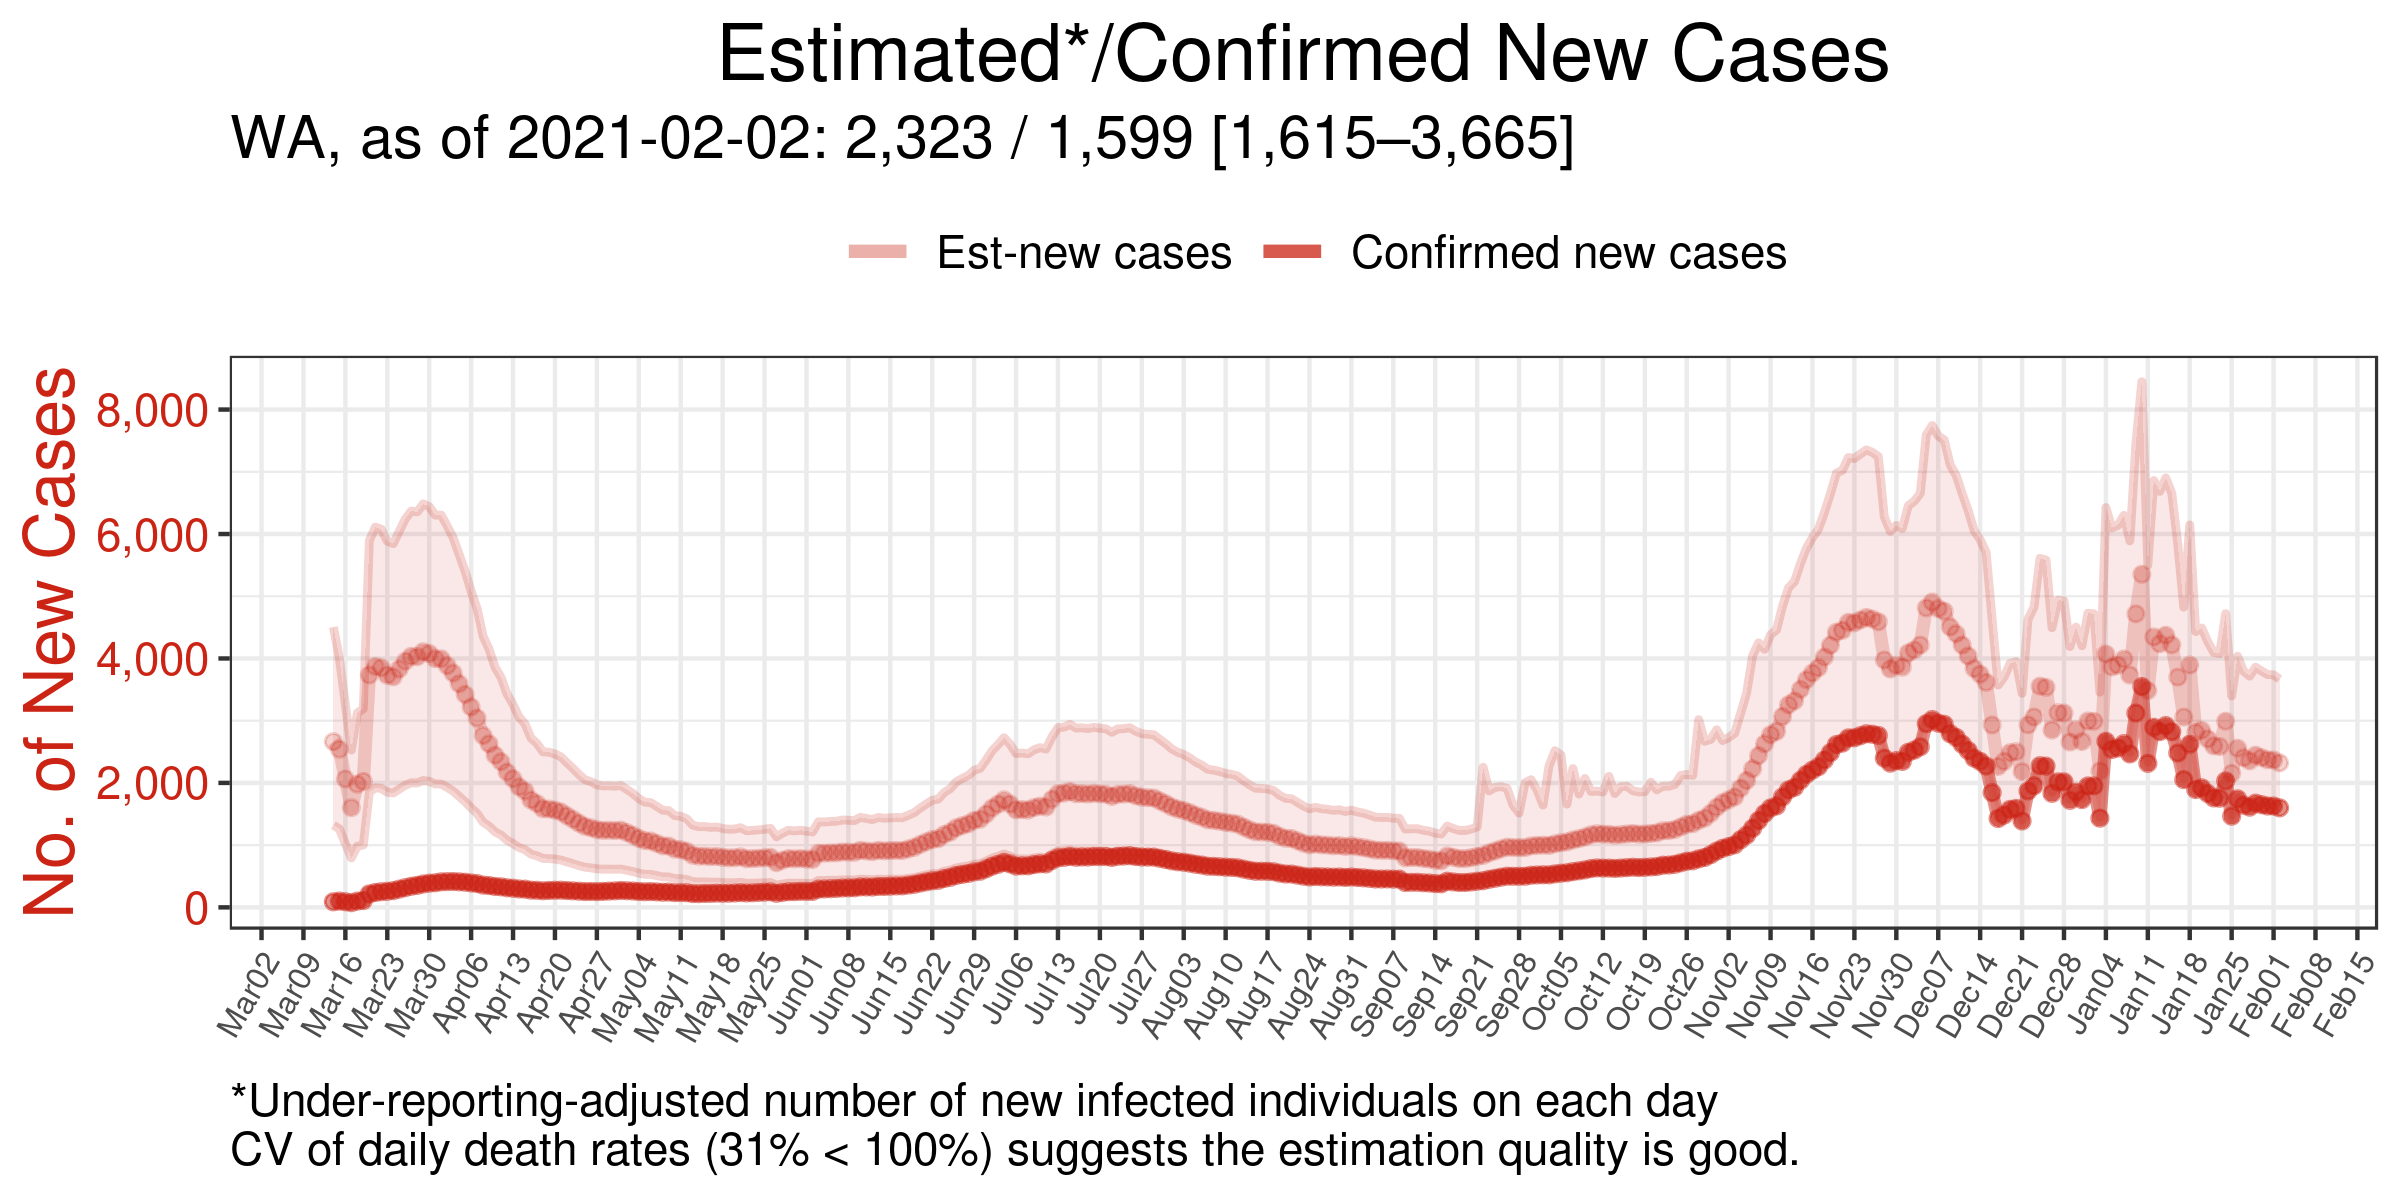 Estimated*/Confirmed New Cases
WA, as of 2021-02-02: 2,323 / 1,599 [1,615–3,665]
Est-new cases Confirmed new cases
No. of New Cases
8,000
6,000
4,000
2,000
0
Mar02 Mar09 Mar16 Mar23 Mar30 Apr06 Apr13 Apr20 Apr27 May04 May11 May18 May25 Jun01 Jun08 Jun15 Jun22 Jun29 Jul06 Jul13 Jul20 Jul27 Aug03 Aug10 Aug17 Aug24 Aug31 Sep07 Sep14 Sep21 Sep28 Oct05 Oct12 Oct19 Oct26 Nov02 Nov09 Nov16 Nov23 Nov30 Dec07 Dec14 Dec21 Dec28 Jan04 Jan11 Jan18 Jan25 Feb01 Feb08 Feb15
*Under-reporting-adjusted number of new infected individuals on each day
CV of daily death rates (31% < 100%) suggests the estimation quality is good.